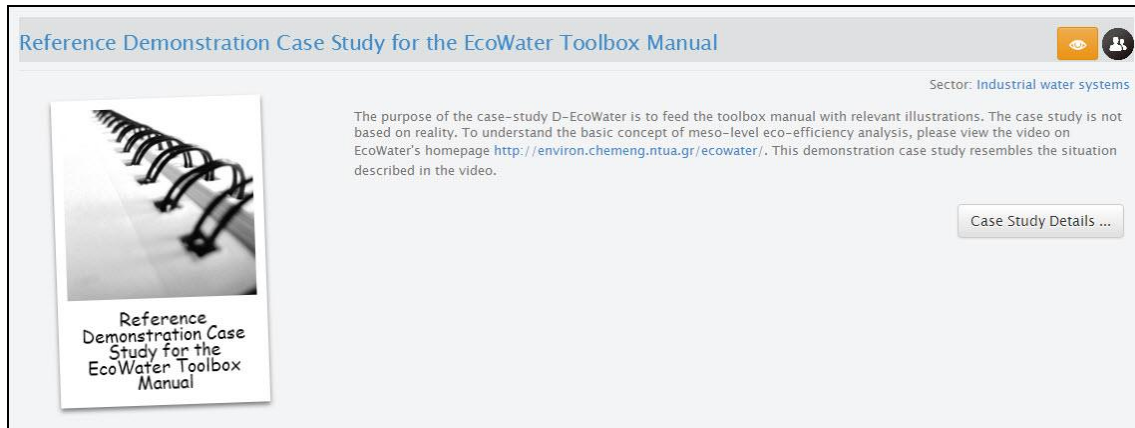 Reference Demonstration Case Study for the EcoWater Toolbox Manual
Sector: Industrial water systems
The purpose of the case-study D-EcoWater is to feed the toolbox manual with relevant illustrations. The case study is not
based on reality. To understand the basic concept of meso-level eco-efficiency analysis, please view the video on
EcoWater's homepage http://environ.chemeng.ntua.gr/ecowater/. This demonstration case study resembles the situation
described in the video.
Case Study Details ...
Reference
Demonstration Case
Study for the
EcoWater Toolbox
Manual